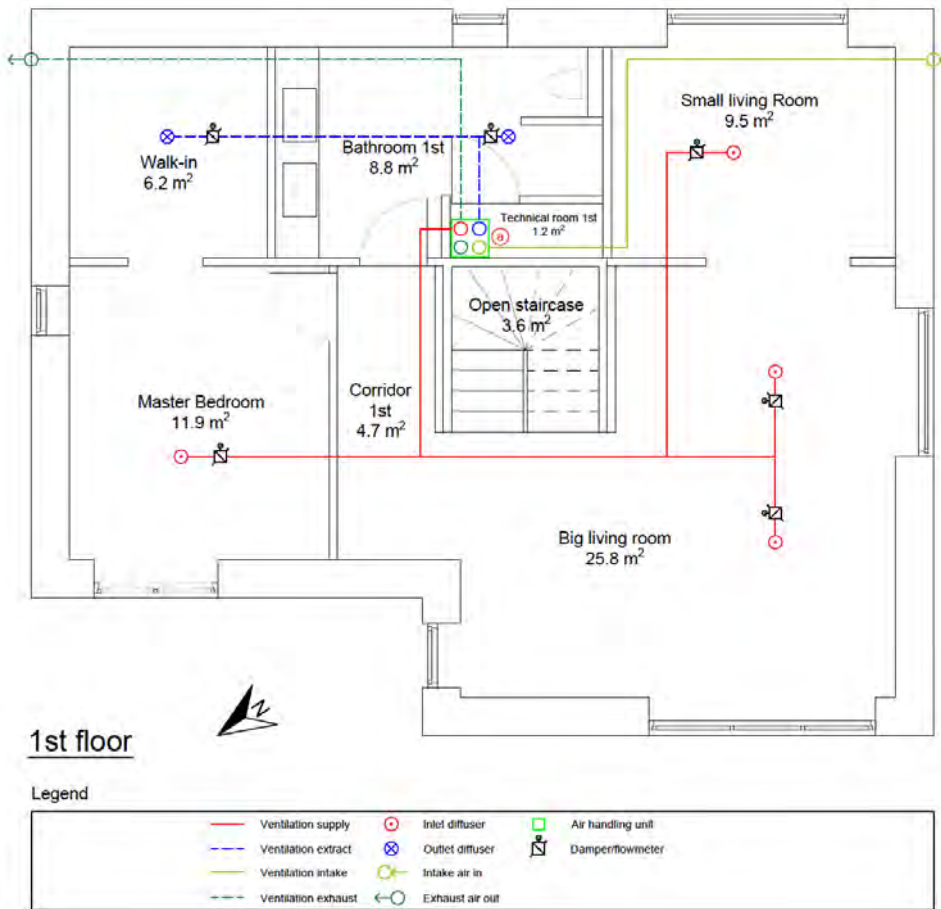 Small living Room
9.5 m²
Walk-in
6.2 m²
Bathroom 1st
8.8 m²
Technical room 1st
1.2 m²
a
Open staircase
3.6 m²
Master Bedroom
11.9 m²
Corridor
1st
4.7 m²
Big living room
25.8 m²
N
1st floor
Legend
Ventilation supply
Inlet diffuser
Air handling unit
Ventilation extract
Outlet diffuser
Damper/flowmeter
Ventilation intake
Intake air in
Ventilation exhaust
Exhaust air out